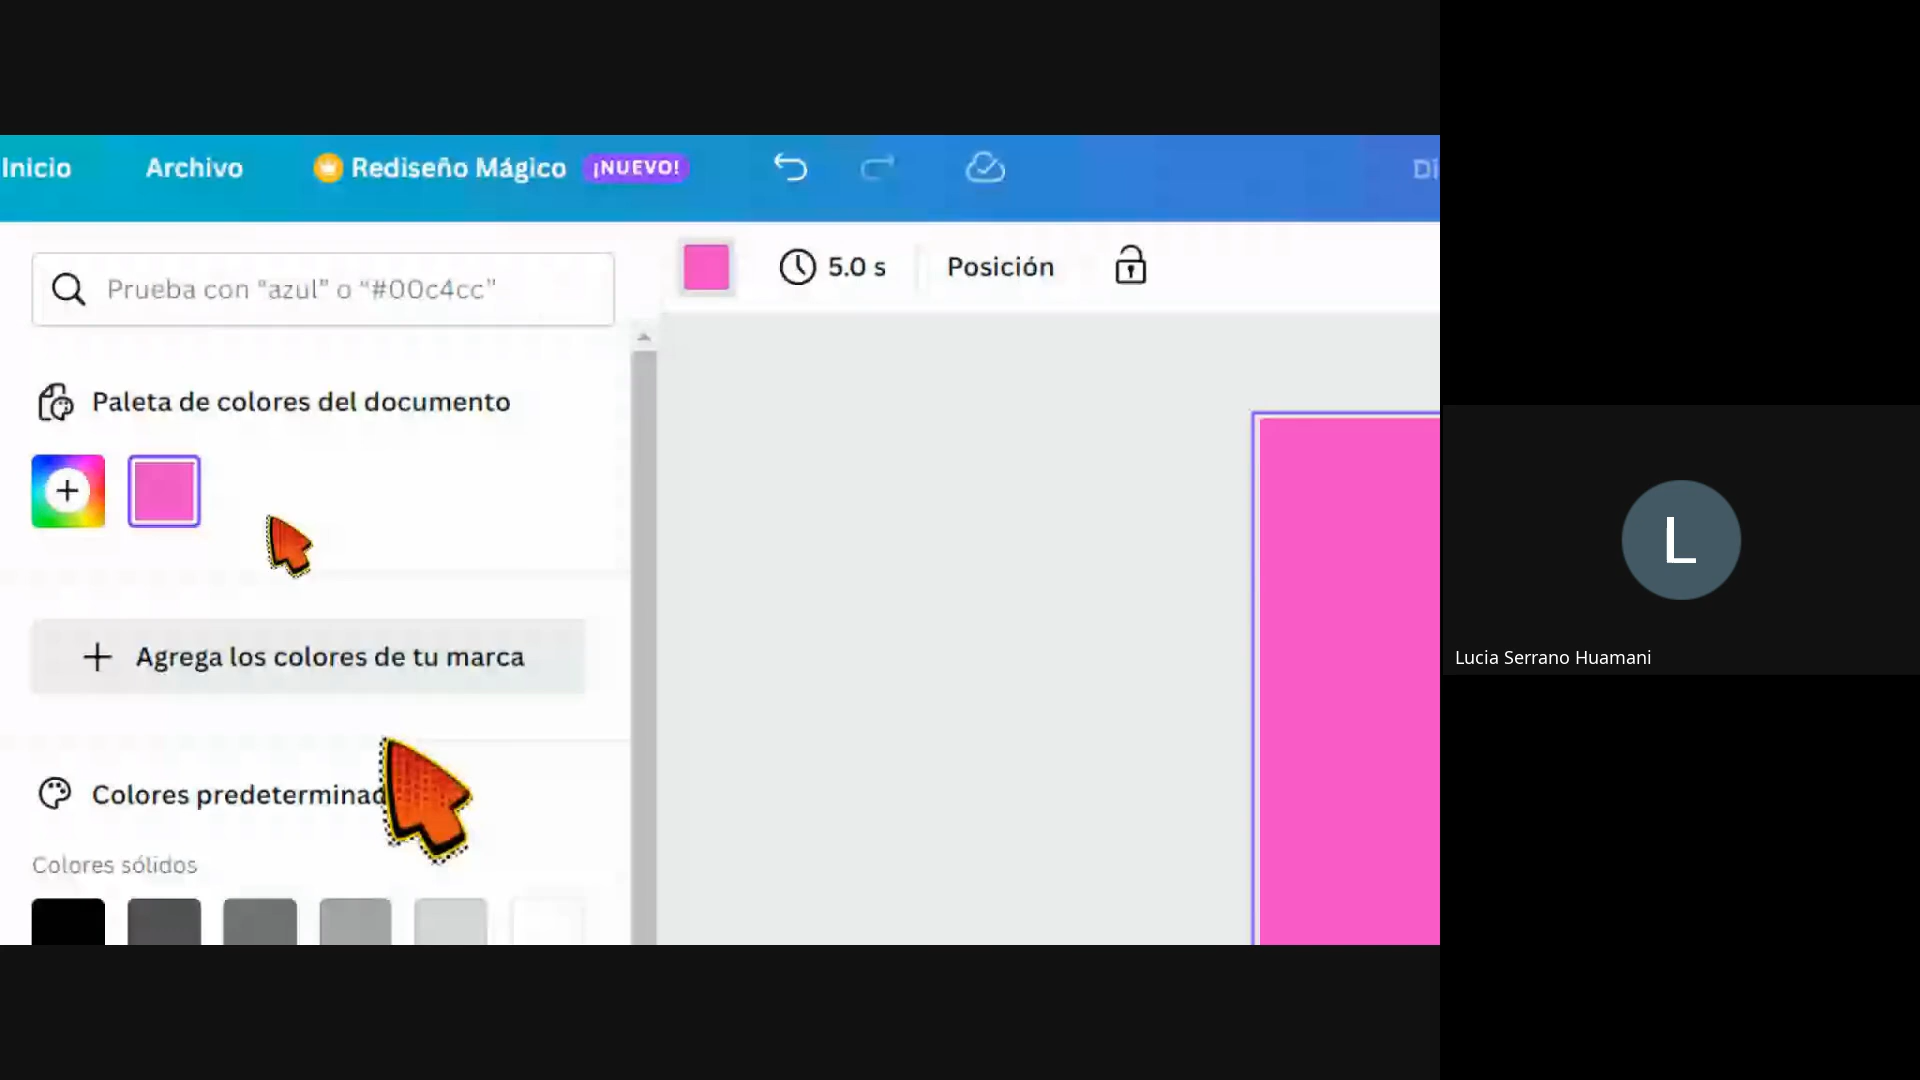 Inicio
Archivo
Rediseño Mágico
¡NUEVO!
Prueba con “azul” o “#00c4cc”
5.0 s
Posición
Paleta de colores del documento
Agrega los colores de tu marca
Colores predeterminad
Colores sólidos
L
Lucia Serrano Huamani